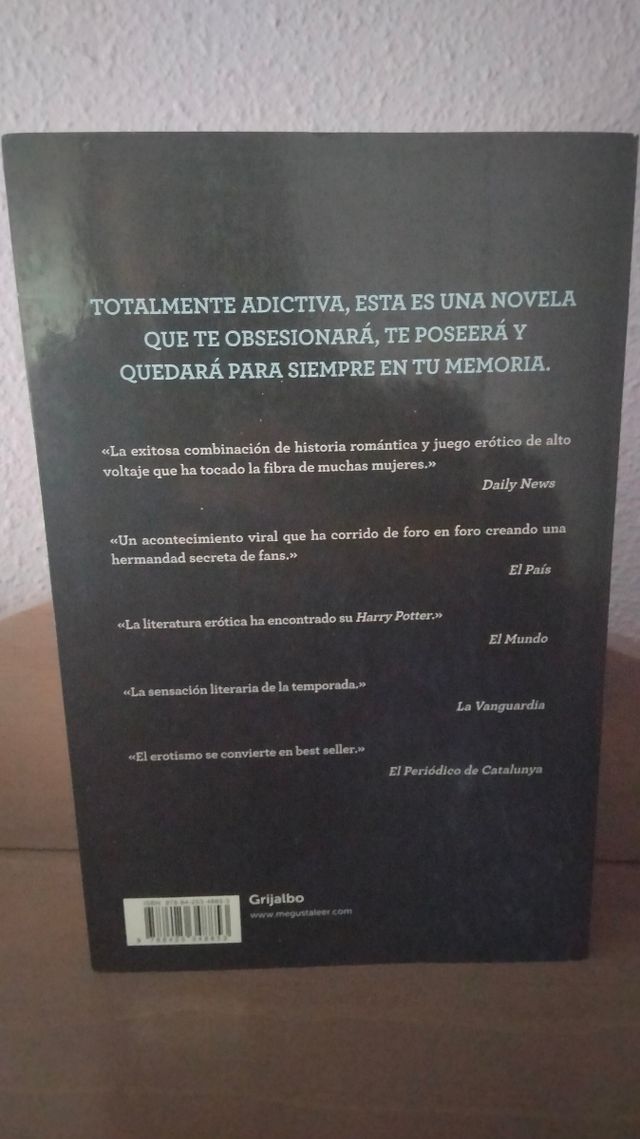 TOTALMENTE ADICTIVA, ESTA ES UNA NOVELA
QUE TE OBSESIONARÁ, TE POSEERÁ Y
QUEDARÁ PARA SIEMPRE EN TU MEMORIA.
«La exitosa combinación de historia romántica y juego erótico de alto
voltaje que ha tocado la fibra de muchas mujeres.»
Daily News
«Un acontecimiento viral que ha corrido de foro en foro creando una
hermandad secreta de fans.»
El País
«La literatura erótica ha encontrado su Harry Potter.»
El Mundo
«La sensación literaria de la temporada.»
La Vanguardia
«El erotismo se convierte en best seller.»
El Periódico de Catalunya
ISBN
Grijalbo
www.megustaleer.com